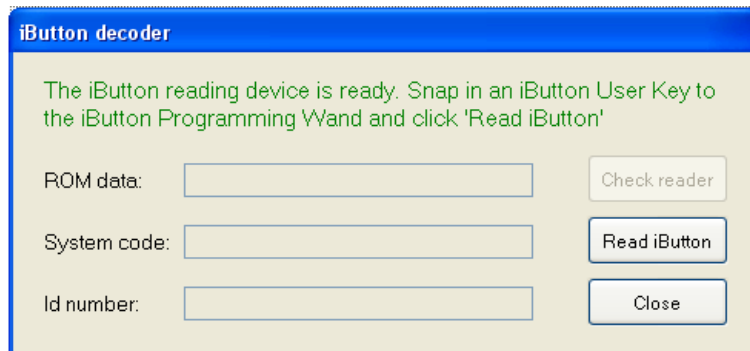 iButton decoder
The iButton reading device is ready. Snap in an iButton User Key to
the iButton Programming Wand and click 'Read iButton'
ROM data:
Check reader
System code:
Read iButton
Id number:
Close